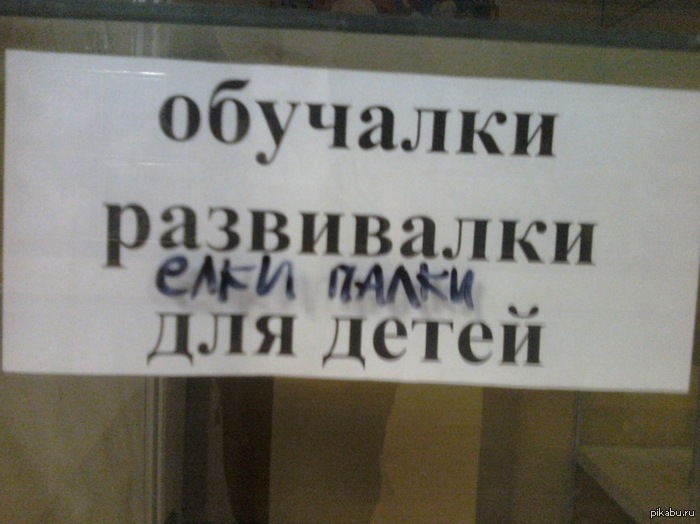 обучалки
развивалки
елки палки
для детей
pikabu.ru